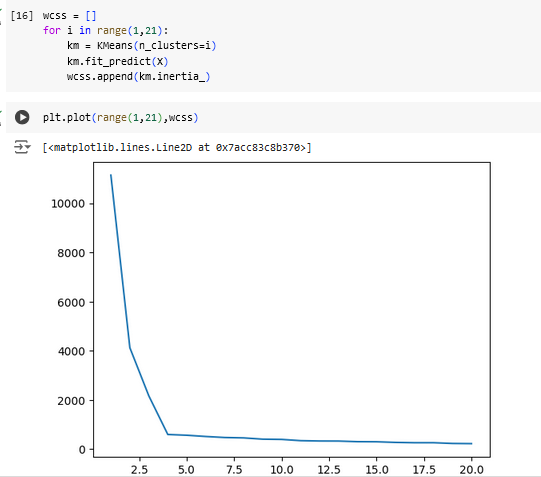 [16] wcss = []
for i in range(1,21):
km = KMeans(n_clusters=i)
km.fit_predict(X)
wcss.append(km.inertia_)
plt.plot(range(1,21),wcss)
[<matplotlib.lines.Line2D at 0x7acc83c8b370>]
10000
8000
6000
4000
2000
0
2.5 5.0 7.5 10.0 12.5 15.0 17.5 20.0